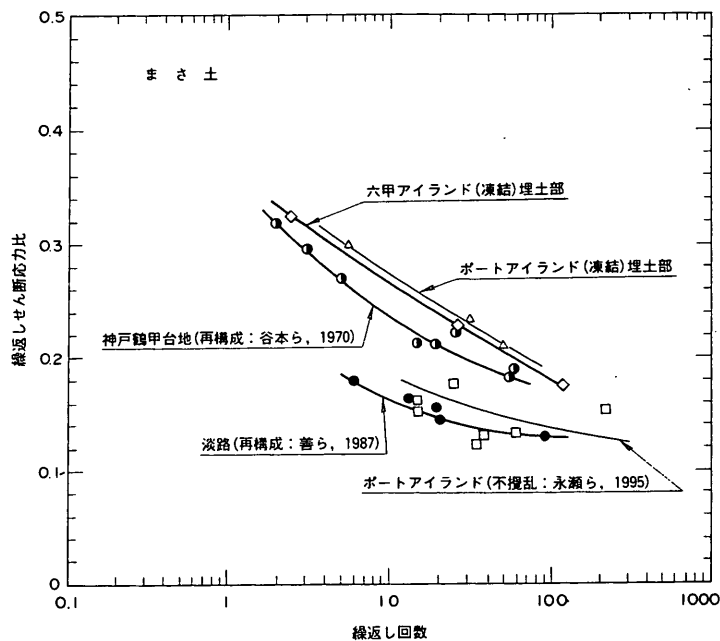 0.5
まさ土
0.4
六甲アイランド(凍結)埋土部
0.3
ポートアイランド(凍結)埋土部
繰返しせん断応力比
神戸鶴甲台地(再構成:谷本ら, 1970)
0.2
淡路(再構成:善ら, 1987)
ポートアイランド(不攪乱:永瀬ら, 1995)
0.1
0
0.1 1 10 100 1000
繰返し回数